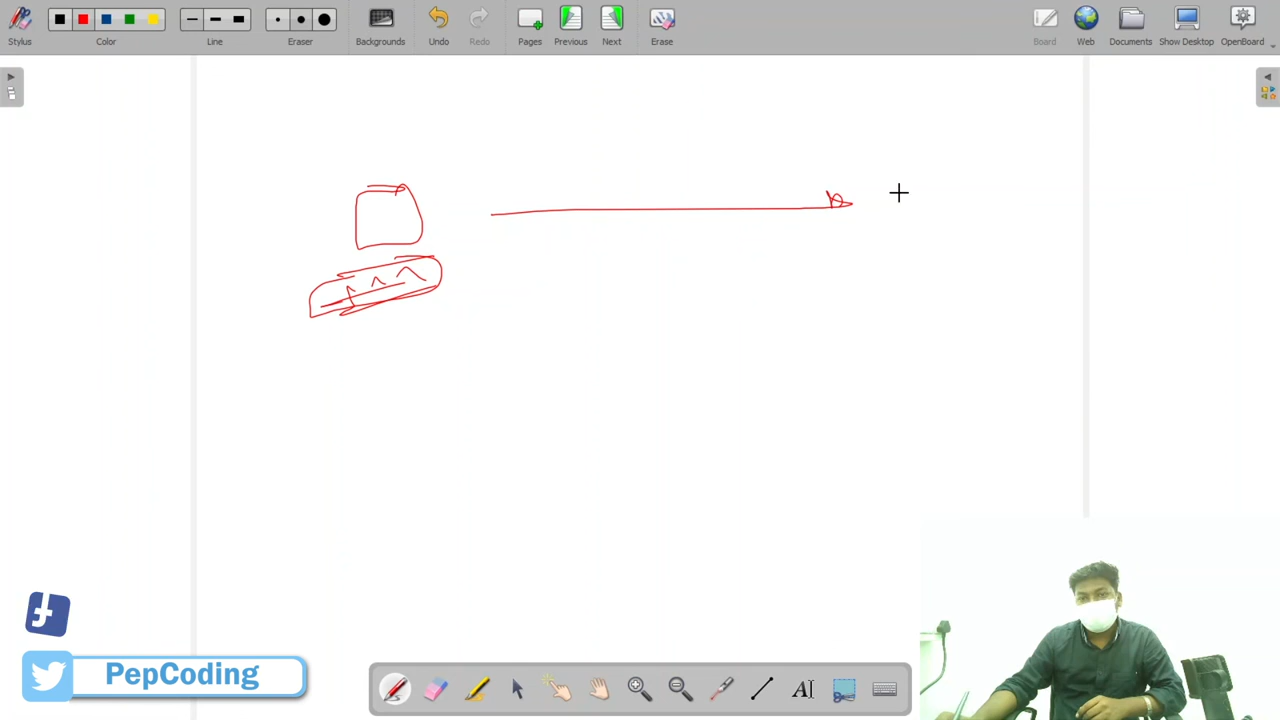 Stylus
Color
Line
Eraser
Backgrounds
Undo
Redo
Pages
Previous
Next
Erase
Board
Web
Documents
Show Desktop
OpenBoard
PepCoding